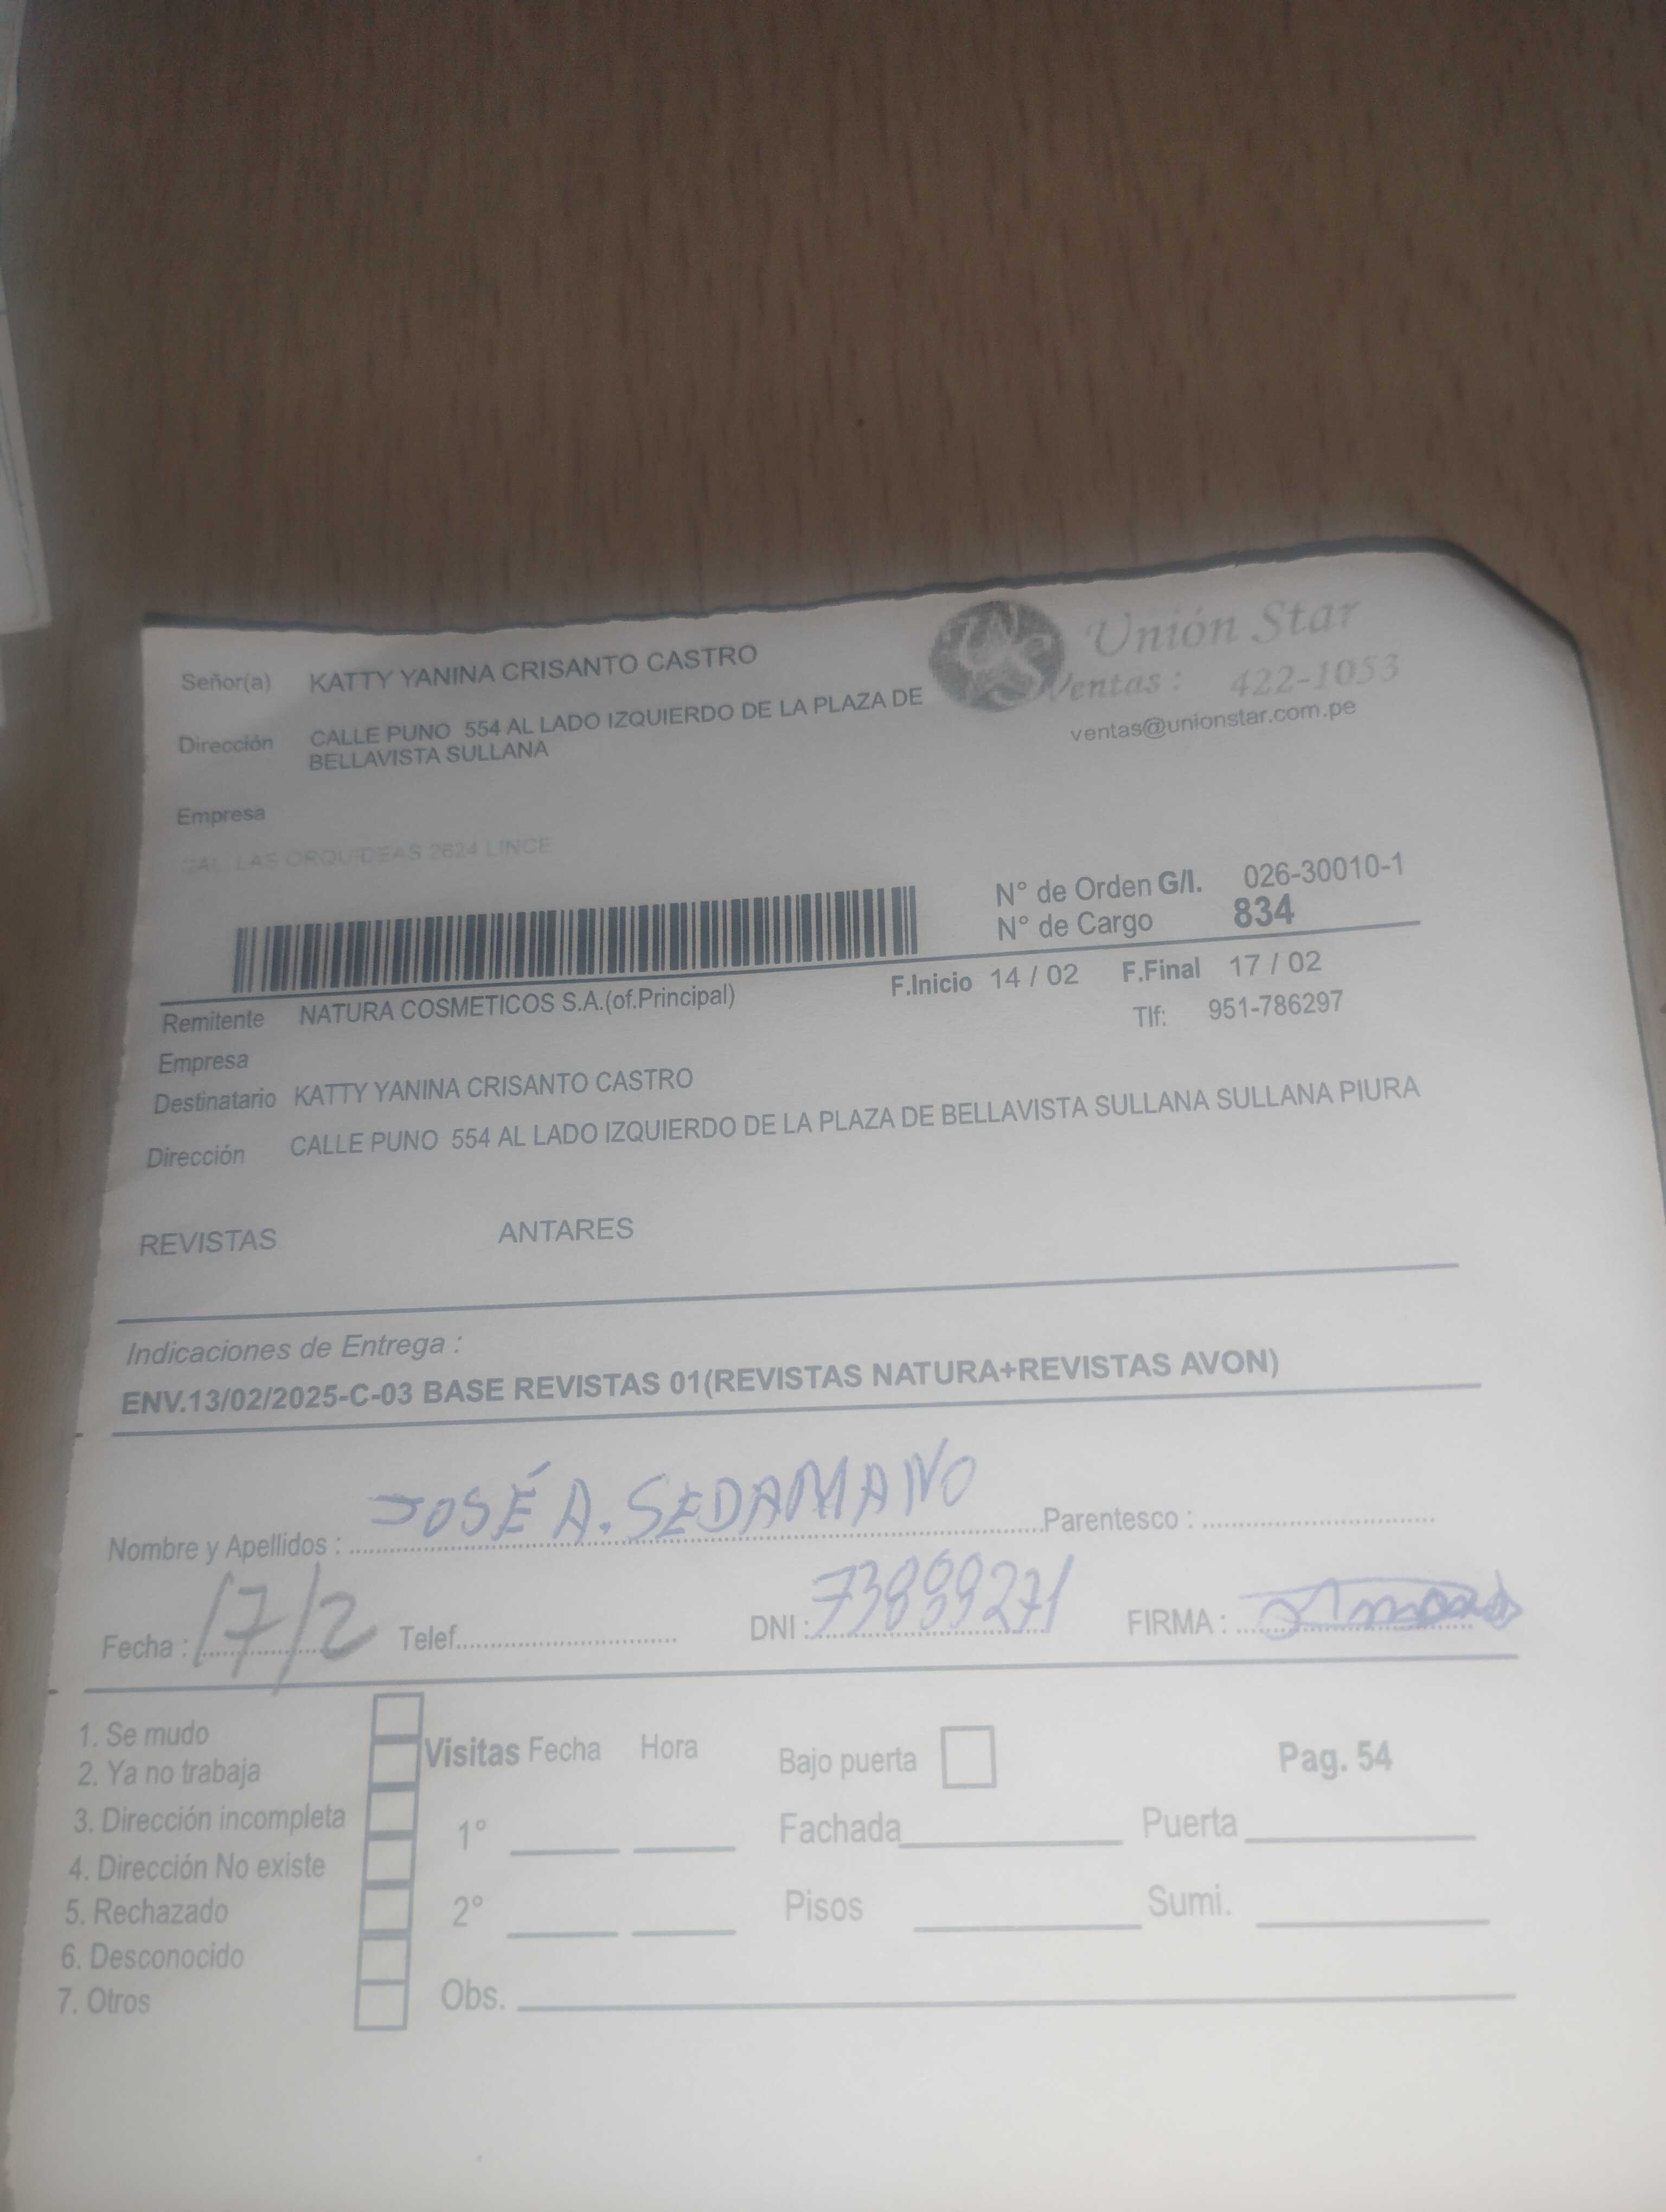 Señor(a) KATTY YANINA CRISANTO CASTRO
Unión Star
Ventas : 422-1053
ventas@unionstar.com.pe
Dirección CALLE PUNO 554 AL LADO IZQUIERDO DE LA PLAZA DE
BELLAVISTA SULLANA
Empresa
CAL. LAS ORQUIDEAS 2624 LINCE
N° de Orden G/I. 026-30010-1
N° de Cargo 834
F.Inicio 14 / 02 F.Final 17 / 02
Remitente NATURA COSMETICOS S.A.(of.Principal)
Tlf: 951-786297
Empresa
Destinatario KATTY YANINA CRISANTO CASTRO
Dirección CALLE PUNO 554 AL LADO IZQUIERDO DE LA PLAZA DE BELLAVISTA SULLANA SULLANA PIURA
REVISTAS ANTARES
Indicaciones de Entrega :
ENV.13/02/2025-C-03 BASE REVISTAS 01(REVISTAS NATURA+REVISTAS AVON)
Nombre y Apellidos : JOSÉ A. SEDAMANO Parentesco :
Fecha : 17/2 Telef. DNI : 73899271 FIRMA :
1. Se mudo
2. Ya no trabaja
3. Dirección incompleta
4. Dirección No existe
5. Rechazado
6. Desconocido
7. Otros
Visitas Fecha Hora
1°
2°
Obs.
Bajo puerta Pag. 54
Fachada Puerta
Pisos Sumi.